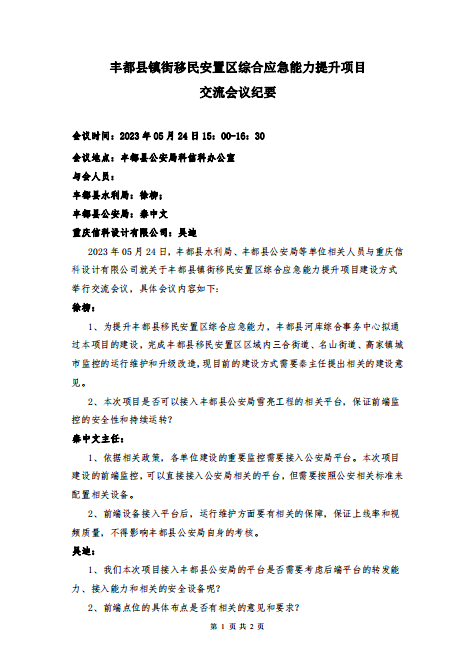 丰都县镇街移民安置区综合应急能力提升项目
交流会议纪要
会议时间：2023年05月24日15：00-16：30
会议地点：丰都县公安局科信科办公室
与会人员：
丰都县水利局：徐柳；
丰都县公安局：秦中文
重庆信科设计有限公司：吴迪
2023年05月24日，丰都县水利局、丰都县公安局等单位相关人员与重庆信
科设计有限公司就关于丰都县镇街移民安置区综合应急能力提升项目建设方式
举行交流会议，具体会议内容如下：
徐柳：
1、为提升丰都县移民安置区综合应急能力，丰都县河库综合事务中心拟通
过本项目的建设，完成丰都县移民安置区区域内三合街道、名山街道、高家镇城
市监控的运行维护和升级改造,现目前的建设方式需要秦主任提出相关的建设意
见。
2、本次项目是否可以接入丰都县公安局雪亮工程的相关平台，保证前端监
控的安全性和持续运转？
秦中文主任：
1、依据相关政策，各单位建设的重要监控需要接入公安局平台。本次项目
建设的前端监控，可以直接接入公安局相关的平台，但需要按照公安相关标准来
配置相关设备。
2、前端设备接入平台后，运行维护方面要有相关的保障，保证上线率和视
频质量，不得影响丰都县公安局自身的考核。
吴迪：
1、我们本次项目接入丰都县公安局的平台是否需要考虑后端平台的转发能
力、接入能力和相关的安全设备呢？
2、前端点位的具体布点是否有相关的意见和要求？
第 1 页 共 2 页